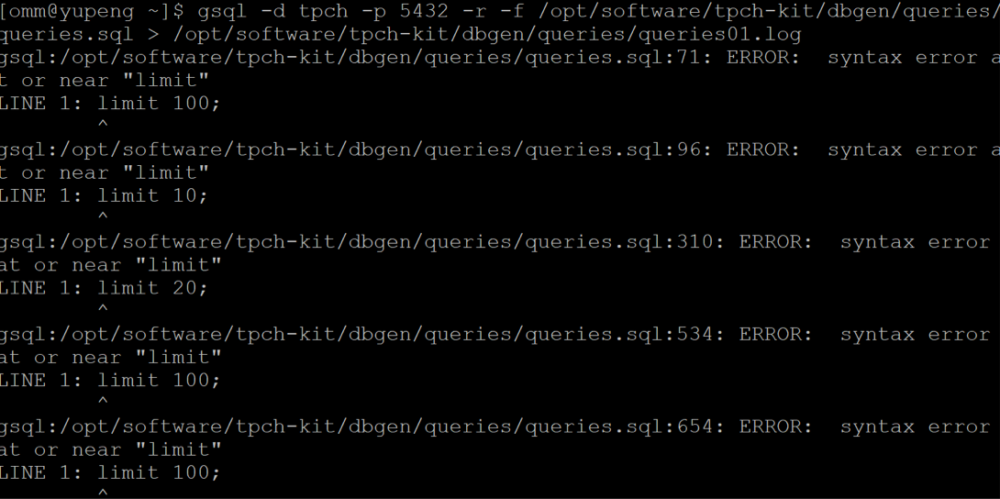 [omm@yupeng ~]$ gsql -d tpch -p 5432 -r -f /opt/software/tpch-kit/dbgen/queries/
queries.sql > /opt/software/tpch-kit/dbgen/queries/queries01.log
gsql:/opt/software/tpch-kit/dbgen/queries/queries.sql:71: ERROR:  syntax error a
t or near "limit"
LINE 1: limit 100;
        ^
gsql:/opt/software/tpch-kit/dbgen/queries/queries.sql:96: ERROR:  syntax error a
t or near "limit"
LINE 1: limit 10;
        ^
gsql:/opt/software/tpch-kit/dbgen/queries/queries.sql:310: ERROR:  syntax error
at or near "limit"
LINE 1: limit 20;
        ^
gsql:/opt/software/tpch-kit/dbgen/queries/queries.sql:534: ERROR:  syntax error
at or near "limit"
LINE 1: limit 100;
        ^
gsql:/opt/software/tpch-kit/dbgen/queries/queries.sql:654: ERROR:  syntax error
at or near "limit"
LINE 1: limit 100;
        ^